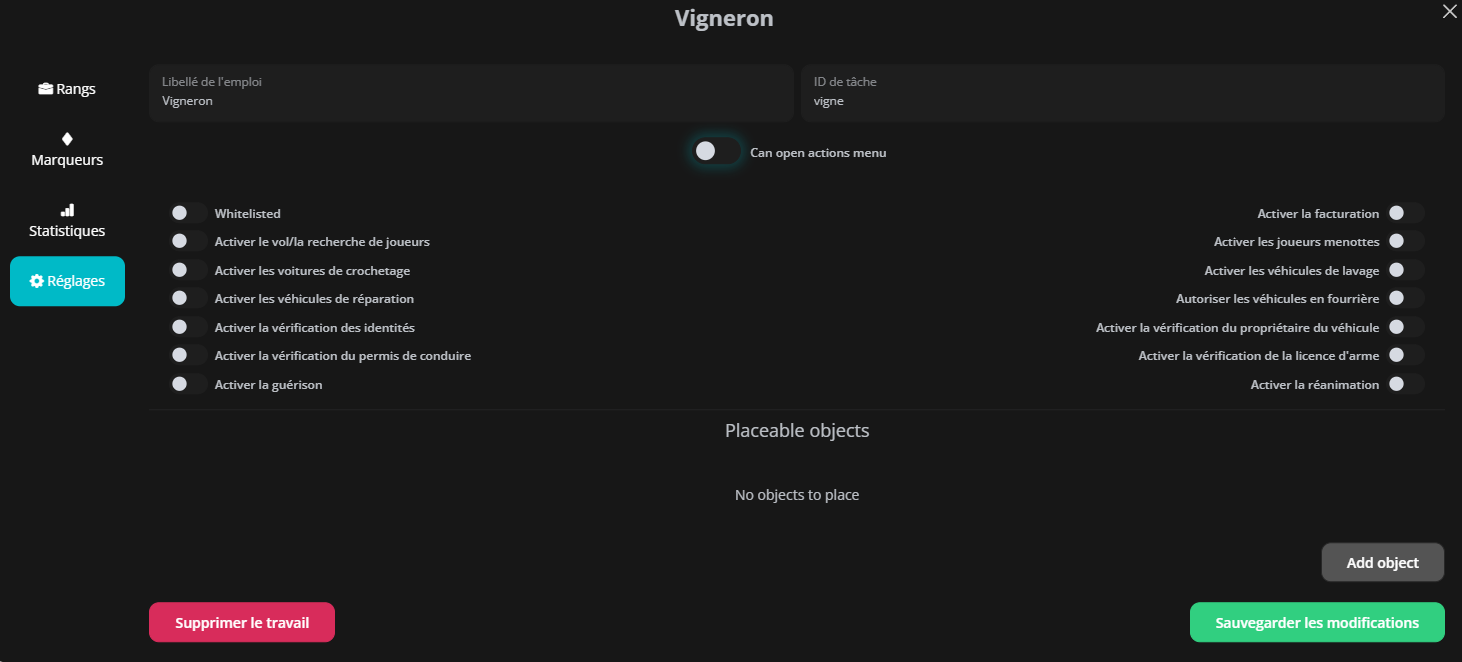 Vigneron
Rangs
Marqueurs
Statistiques
Réglages
Libellé de l'emploi
Vigneron
ID de tâche
vigne
Can open actions menu
Whitelisted
Activer le vol/la recherche de joueurs
Activer les voitures de crochetage
Activer les véhicules de réparation
Activer la vérification des identités
Activer la vérification du permis de conduire
Activer la guérison
Activer la facturation
Activer les joueurs menottes
Activer les véhicules de lavage
Autoriser les véhicules en fourrière
Activer la vérification du propriétaire du véhicule
Activer la vérification de la licence d'arme
Activer la réanimation
Placeable objects
No objects to place
Add object
Supprimer le travail
Sauvegarder les modifications